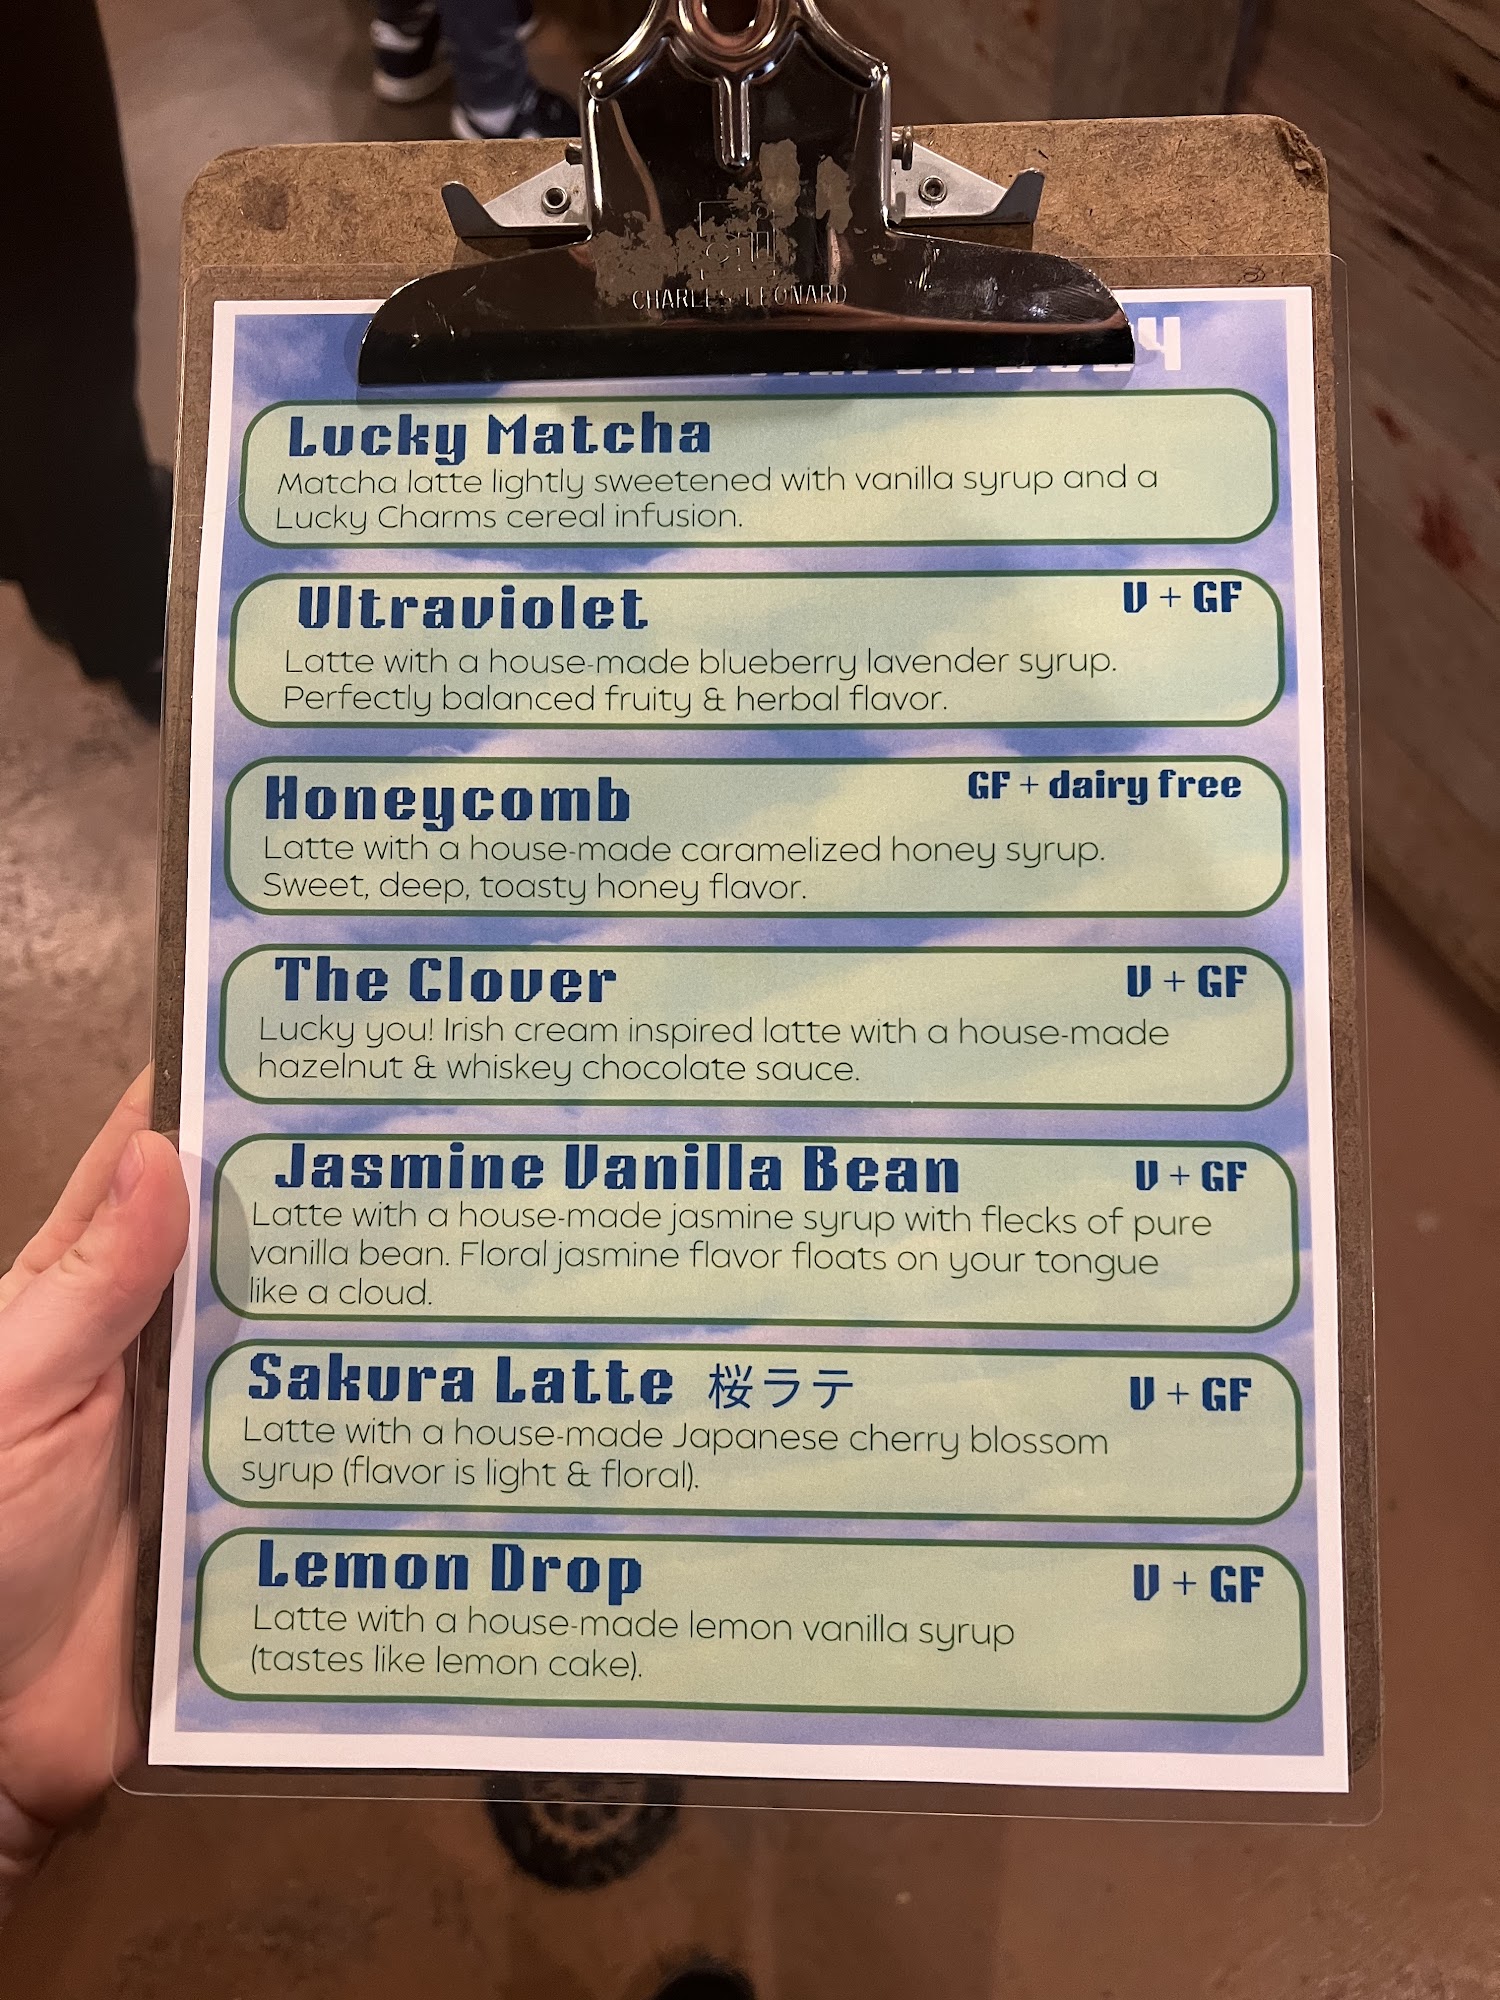 CHARLES LEONARD
Lucky Matcha
Matcha latte lightly sweetened with vanilla syrup and a
Lucky Charms cereal infusion.
Ultraviolet
V + GF
Latte with a house-made blueberry lavender syrup.
Perfectly balanced fruity & herbal flavor.
Honeycomb
GF + dairy free
Latte with a house-made caramelized honey syrup.
Sweet, deep, toasty honey flavor.
The Clover
V + GF
Lucky you! Irish cream inspired latte with a house-made
hazelnut & whiskey chocolate sauce.
Jasmine Vanilla Bean
V + GF
Latte with a house-made jasmine syrup with flecks of pure
vanilla bean. Floral jasmine flavor floats on your tongue
like a cloud.
Sakura Latte 桜ラテ
V + GF
Latte with a house-made Japanese cherry blossom
syrup (flavor is light & floral).
Lemon Drop
V + GF
Latte with a house-made lemon vanilla syrup
(tastes like lemon cake).